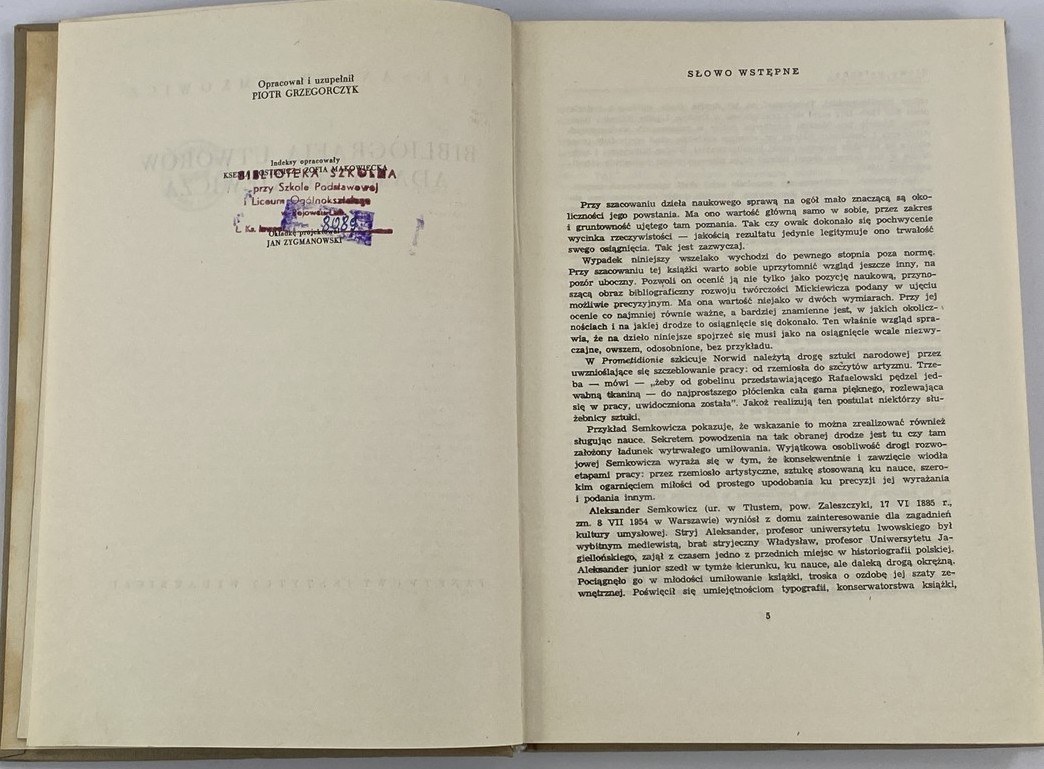 Opracował i uzupełnił
PIOTR GRZEGORCZYK
Indeksy opracowały
ZOFIA MAKOWIECKA
BIBLIOTEKA SZKOLNA
przy Szkole Podstawowej
i Liceum Ogólnokształcące
8489
Okładkę projektował
JAN ZYGMANOWSKI
SŁOWO WSTĘPNE
Przy szacowaniu dzieła naukowego sprawą na ogół mało znaczącą są oko-
liczności jego powstania. Ma ono wartość główną samo w sobie, przez zakres
i gruntowność ujętego tam poznania. Tak czy owak dokonało się pochwycenie
wycinka rzeczywistości — jakością rezultatu jedynie legitymuje ono trwałość
swego osiągnięcia. Tak jest zazwyczaj.
Wypadek niniejszy wszelako wychodzi do pewnego stopnia poza normę.
Przy szacowaniu tej książki warto sobie uprzytomnić wzgląd jeszcze inny, na
pozór uboczny. Pozwoli on ocenić ją nie tylko jako pozycję naukową, przyno-
szącą obraz bibliograficzny rozwoju twórczości Mickiewicza podany w ujęciu
możliwie precyzyjnym. Ma ona wartość niejako w dwóch wymiarach. Przy jej
ocenie co najmniej równie ważne, a bardziej znamienne jest, w jakich okolicz-
nościach i na jakiej drodze to osiągnięcie się dokonało. Ten właśnie wzgląd spra-
wia, że na dzieło niniejsze spojrzeć się musi jako na osiągnięcie wcale niezwy-
czajne, owszem, odosobnione, bez przykładu.
W Prometidionie szkicuje Norwid należytą drogę sztuki narodowej przez
uwznioślające się szczeblowanie pracy: od rzemiosła do szczytów artyzmu. Trze-
ba — mówi — „żeby od gobelinu przedstawiającego Rafaelowski pędzel jed-
wabną tkaniną — do najprostszego płócienka cała gama pięknego, rozlewająca
się w pracy, uwidoczniona została". Jakoż realizują ten postulat niektórzy słu-
żebnicy sztuki.
Przykład Semkowicza pokazuje, że wskazanie to można zrealizować również
sługując nauce. Sekretem powodzenia na tak obranej drodze jest tu czy tam
założony ładunek wytrwałego umiłowania. Wyjątkowa osobliwość drogi rozwo-
jowej Semkowicza wyraża się w tym, że konsekwentnie i zawzięcie wiodła
etapami pracy: przez rzemiosło artystyczne, sztukę stosowaną ku nauce, szero-
kim ogarnięciem miłości od prostego upodobania ku precyzji jej wyrażania
i podania innym.
Aleksander Semkowicz (ur. w Tłustem, pow. Zaleszczyki, 17 VI 1885 r.,
zm. 8 VII 1954 w Warszawie) wyniósł z domu zainteresowanie dla zagadnień
kultury umysłowej. Stryj Aleksander, profesor uniwersytetu lwowskiego był
wybitnym mediewistą, brat stryjeczny Władysław, profesor Uniwersytetu Ja-
giellońskiego, zajął z czasem jedno z przednich miejsc w historiografii polskiej.
Aleksander junior szedł w tymże kierunku, ku nauce, ale daleką drogą okrężną.
Pociągnęło go w młodości umiłowanie książki, troska o ozdobę jej szaty ze-
wnętrznej. Poświęcił się umiejętnościom typografii, konserwatorstwa książki,
5